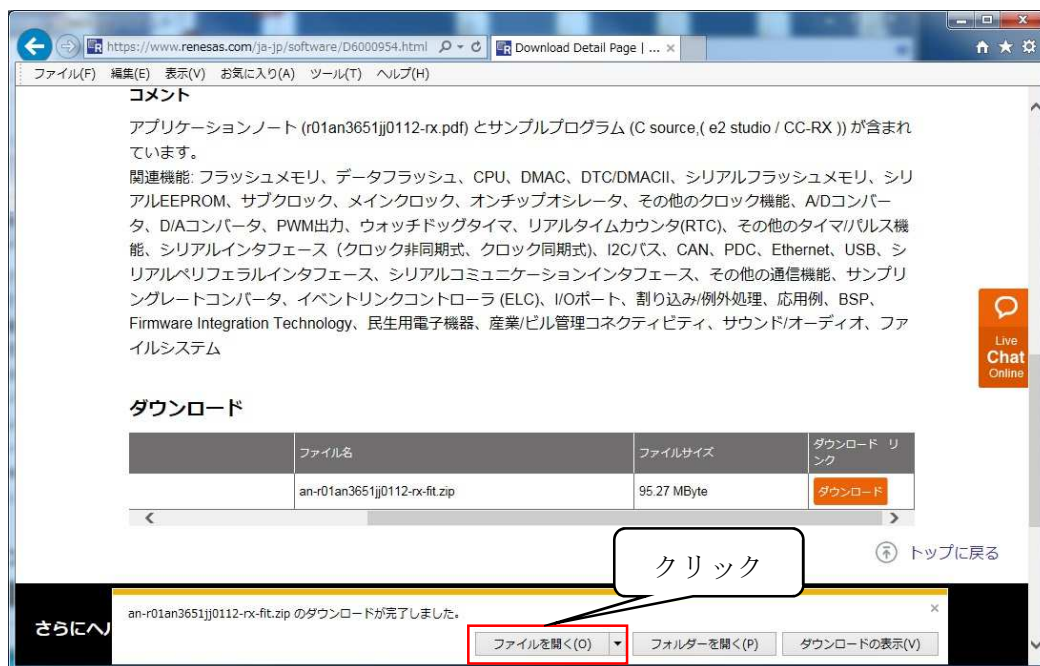 https://www.renesas.com/ja-jp/software/D6000954.html
Download Detail Page | ...
ファイル(F) 編集(E) 表示(V) お気に入り(A) ツール(T) ヘルプ(H)
コメント
アプリケーションノート (r01an3651jj0112-rx.pdf) とサンプルプログラム (C source,( e2 studio / CC-RX )) が含まれ
ています。
関連機能: フラッシュメモリ、データフラッシュ、CPU、DMAC、DTC/DMACII、シリアルフラッシュメモリ、シリ
アルEEPROM、サブクロック、メインクロック、オンチップオシレータ、その他のクロック機能、A/Dコンバー
タ、D/Aコンバータ、PWM出力、ウォッチドッグタイマ、リアルタイムカウンタ(RTC)、その他のタイマ/パルス機
能、シリアルインタフェース（クロック非同期式、クロック同期式)、I2Cバス、CAN、PDC、Ethernet、USB、シ
リアルペリフェラルインタフェース、シリアルコミュニケーションインタフェース、その他の通信機能、サンプリ
ングレートコンバータ、イベントリンクコントローラ (ELC)、I/Oポート、割り込み/例外処理、応用例、BSP、
Firmware Integration Technology、民生用電子機器、産業/ビル管理コネクティビティ、サウンド/オーディオ、ファ
イルシステム
Live
Chat
Online
ダウンロード
ファイル名 ファイルサイズ ダウンロード リ
ンク
an-r01an3651jj0112-rx-fit.zip 95.27 MByte ダウンロード
トップに戻る
クリック
さらにヘル
an-r01an3651jj0112-rx-fit.zip のダウンロードが完了しました。
ファイルを開く(O) フォルダーを開く(P) ダウンロードの表示(V)